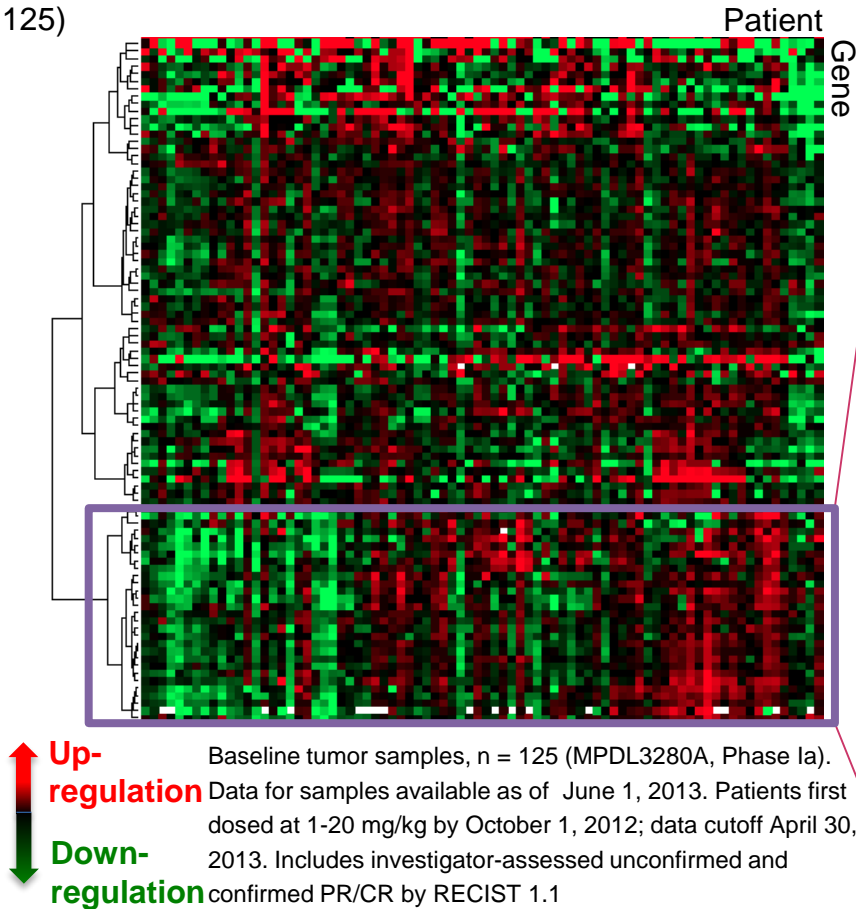 125)
Patient
Gene
Up-
regulation
Down-
regulation
Baseline tumor samples, n = 125 (MPDL3280A, Phase Ia).
Data for samples available as of June 1, 2013. Patients first
dosed at 1-20 mg/kg by October 1, 2012; data cutoff April 30,
2013. Includes investigator-assessed unconfirmed and
confirmed PR/CR by RECIST 1.1